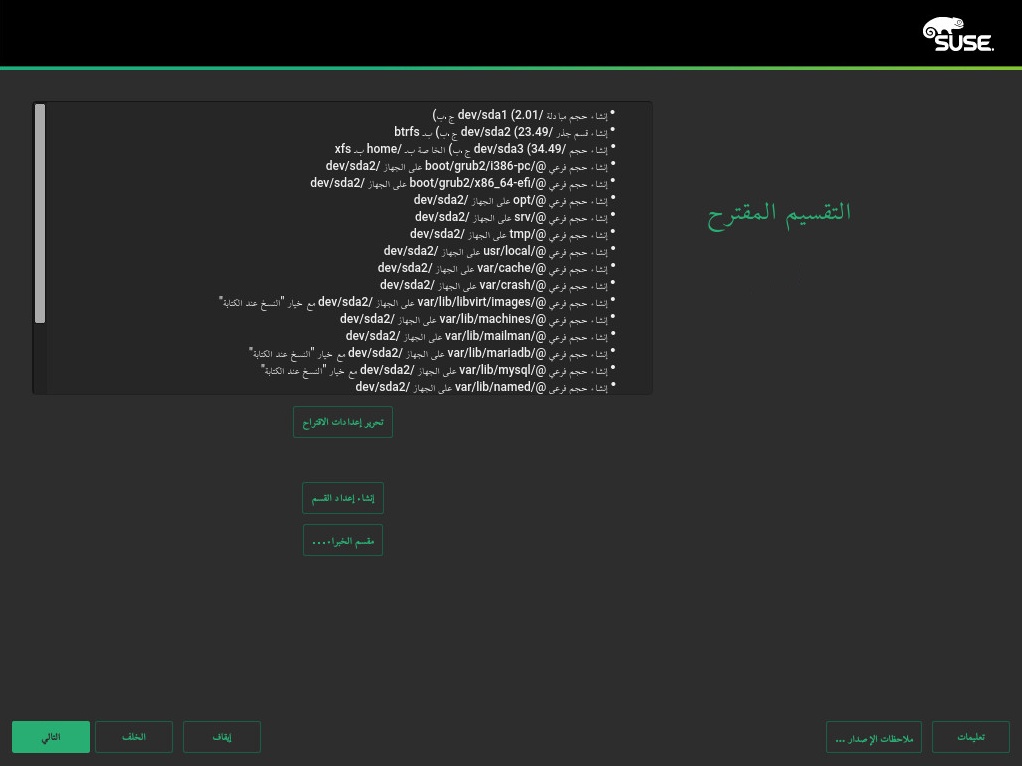 SUSE.
التقسيم المقترح
• إنشاء حجم مبادلة /dev/sda1 (2.01 ج.ب)
• إنشاء قسم جذر /dev/sda2 (23.49 ج.ب) بـ btrfs
• إنشاء حجم /dev/sda3 (34.49 ج.ب) الخاصة بـ /home بـ xfs
• إنشاء حجم فرعي @/boot/grub2/i386-pc على الجهاز /dev/sda2
• إنشاء حجم فرعي @/boot/grub2/x86_64-efi على الجهاز /dev/sda2
• إنشاء حجم فرعي @/opt على الجهاز /dev/sda2
• إنشاء حجم فرعي @/srv على الجهاز /dev/sda2
• إنشاء حجم فرعي @/tmp على الجهاز /dev/sda2
• إنشاء حجم فرعي @/usr/local على الجهاز /dev/sda2
• إنشاء حجم فرعي @/var/cache على الجهاز /dev/sda2
• إنشاء حجم فرعي @/var/crash على الجهاز /dev/sda2
• إنشاء حجم فرعي @/var/lib/libvirt/images على الجهاز /dev/sda2 مع خيار "النسخ عند الكتابة"
• إنشاء حجم فرعي @/var/lib/machines على الجهاز /dev/sda2
• إنشاء حجم فرعي @/var/lib/mailman على الجهاز /dev/sda2
• إنشاء حجم فرعي @/var/lib/mariadb على الجهاز /dev/sda2 مع خيار "النسخ عند الكتابة"
• إنشاء حجم فرعي @/var/lib/mysql على الجهاز /dev/sda2 مع خيار "النسخ عند الكتابة"
• إنشاء حجم فرعي @/var/lib/named على الجهاز /dev/sda2
تحرير إعدادات الاقتراح
إنشاء إعداد القسم
مقسم الخبراء...
تعليمات
ملاحظات الإصدار ...
إيقاف
الخلف
التالي